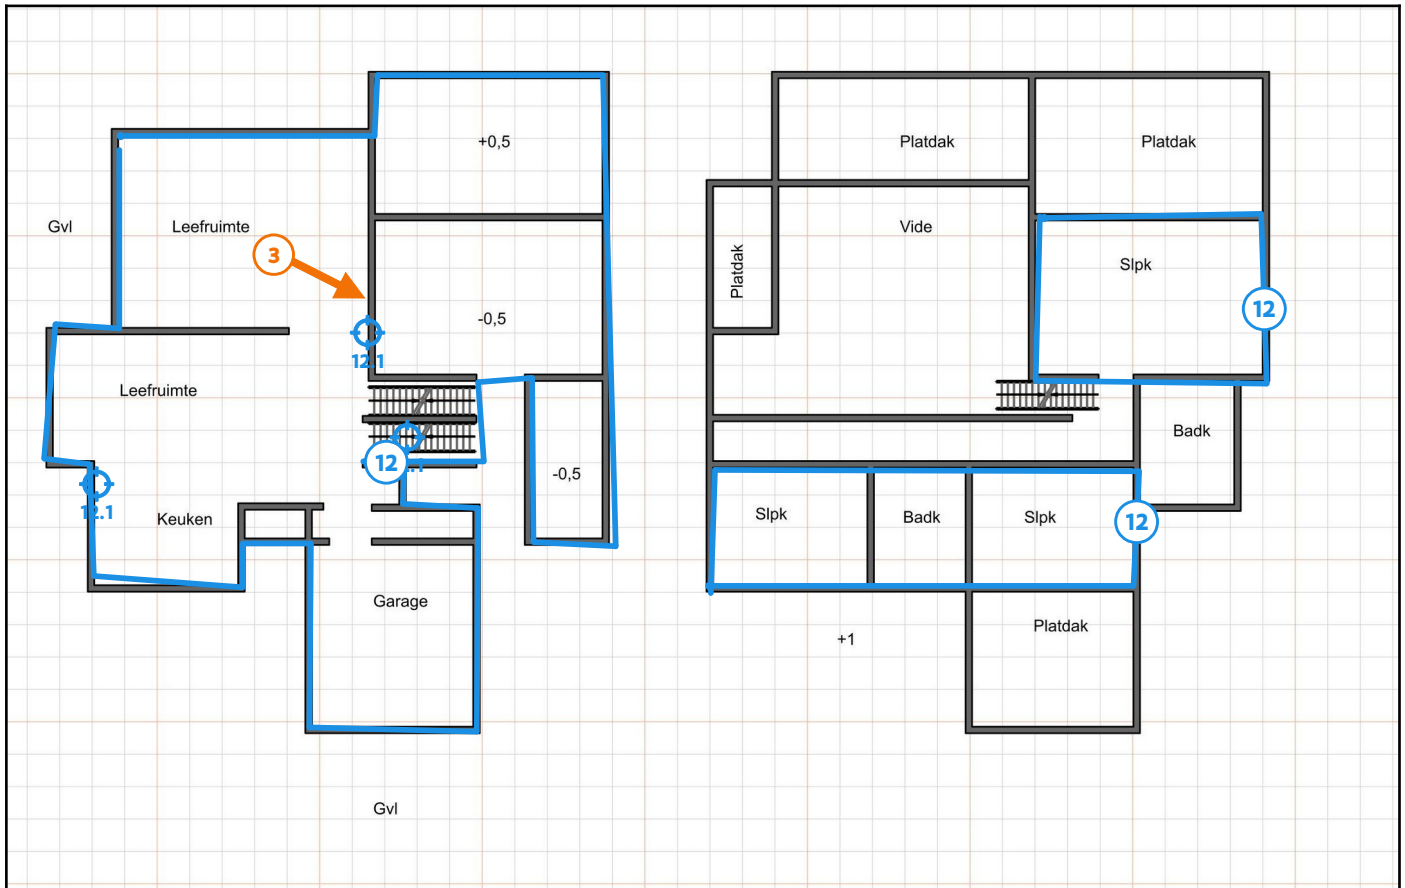 +0,5
Gvl
Leefruimte
3
-0,5
12.1
Leefruimte
12
.1
-0,5
12.1
Keuken
Garage
Gvl
Platdak
Platdak
Vide
Platdak
Slpk
12
Badk
Slpk
Badk
Slpk
12
Platdak
+1